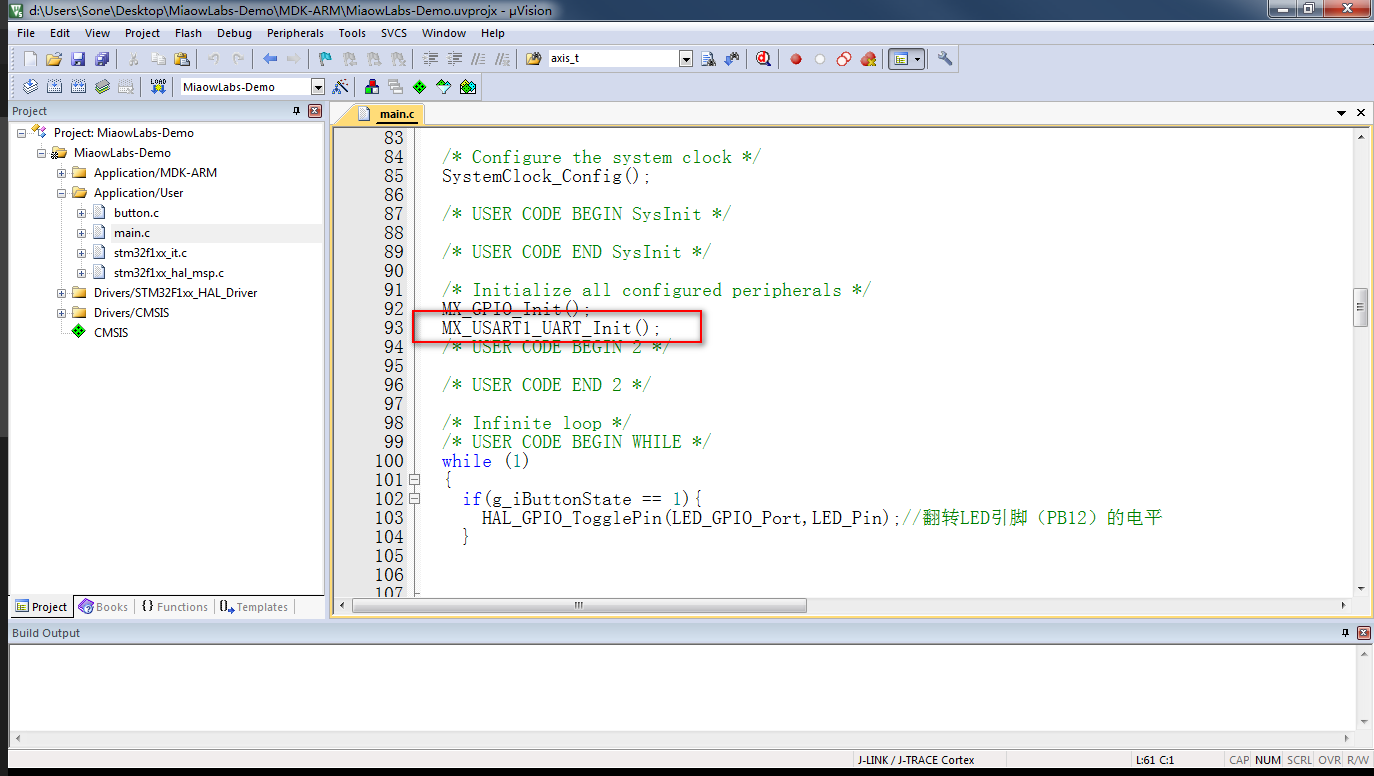 d:\Users\Sone\Desktop\MiaowLabs-Demo\MDK-ARM\MiaowLabs-Demo.uvprojx - µVision
File Edit View Project Flash Debug Peripherals Tools SVCS Window Help
axis_t
LOAD MiaowLabs-Demo
Project
main.c
Project: MiaowLabs-Demo
MiaowLabs-Demo
Application/MDK-ARM
Application/User
button.c
main.c
stm32f1xx_it.c
stm32f1xx_hal_msp.c
Drivers/STM32F1xx_HAL_Driver
Drivers/CMSIS
CMSIS
83
84 /* Configure the system clock */
85 SystemClock_Config();
86
87 /* USER CODE BEGIN SysInit */
88
89 /* USER CODE END SysInit */
90
91 /* Initialize all configured peripherals */
92 MX_GPIO_Init();
93 MX_USART1_UART_Init();
94 /* USER CODE BEGIN 2 */
95
96 /* USER CODE END 2 */
97
98 /* Infinite loop */
99 /* USER CODE BEGIN WHILE */
100 while (1)
101 {
102 if(g_iButtonState == 1){
103 HAL_GPIO_TogglePin(LED_GPIO_Port,LED_Pin);//翻转LED引脚（PB12）的电平
104 }
105
106
107
Project Books {} Functions {} Templates
Build Output
J-LINK / J-TRACE Cortex L:61 C:1 CAP NUM SCRL OVR R/W